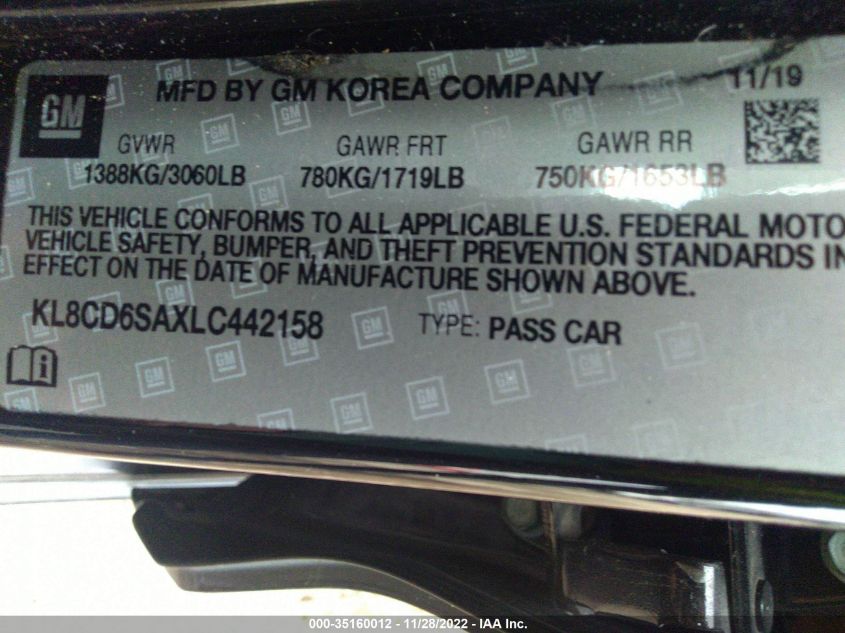 GM MFD BY GM KOREA COMPANY 11/19
GVWR GAWR FRT GAWR RR
1388KG/3060LB 780KG/1719LB 750KG/1653LB
THIS VEHICLE CONFORMS TO ALL APPLICABLE U.S. FEDERAL MOTO
VEHICLE SAFETY, BUMPER, AND THEFT PREVENTION STANDARDS IN
EFFECT ON THE DATE OF MANUFACTURE SHOWN ABOVE.
KL8CD6SAXLC442158 TYPE: PASS CAR
000-35160012 - 11/28/2022 - IAA Inc.